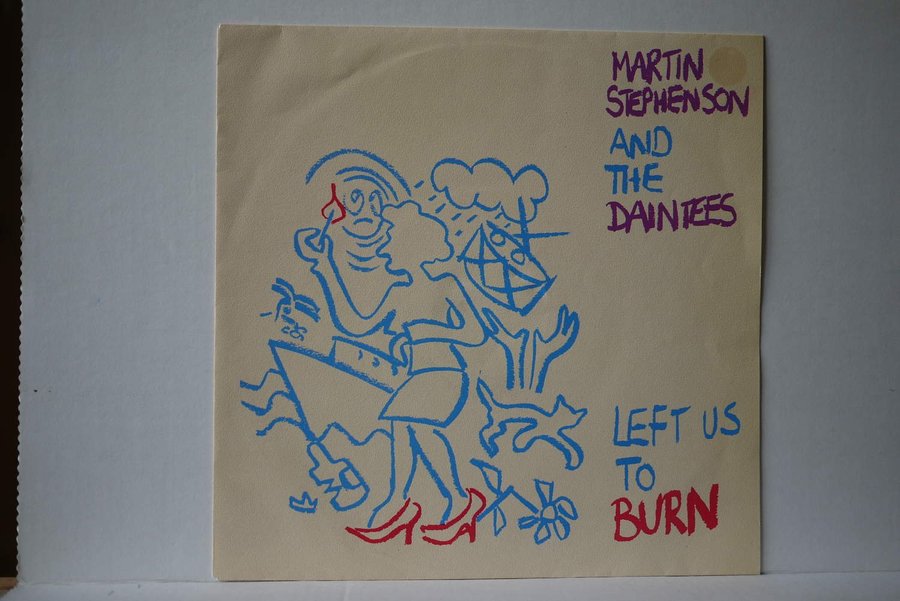 MARTIN
STEPHENSON
AND
THE
DAINTEES
LEFT US
TO
BURN